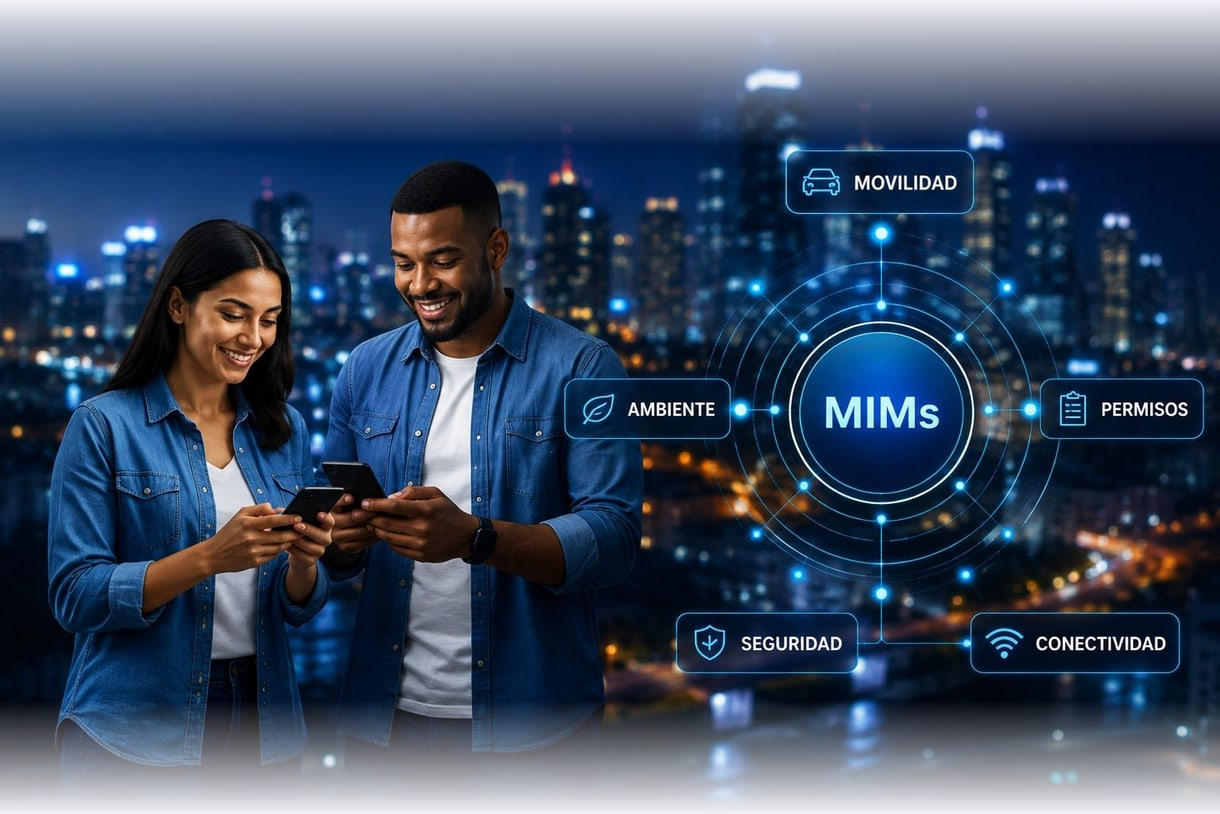 MOVILIDAD
AMBIENTE
MIMs
PERMISOS
SEGURIDAD
CONECTIVIDAD